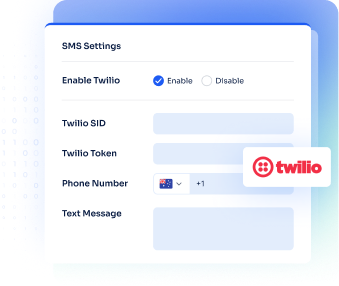 SMS Settings
Enable Twilio Enable DIsable
Twilio SID
Twilio Token
twilio
Phone Number +1
Text Message